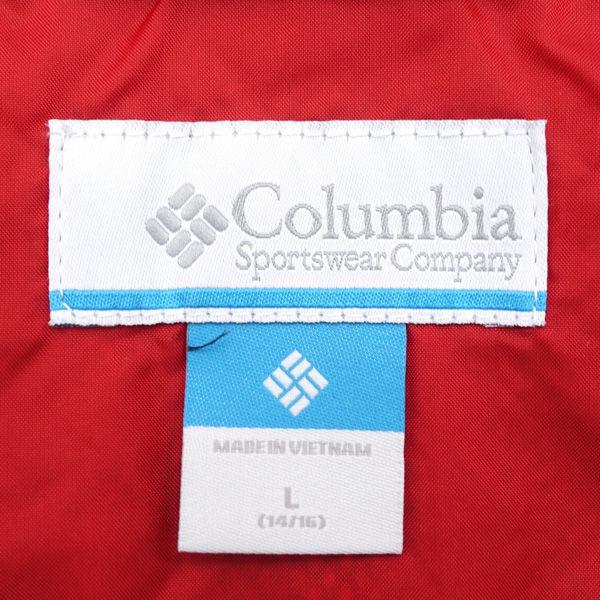 Columbia
Sportswear Company
MADE IN VIETNAM
L
(14/16)